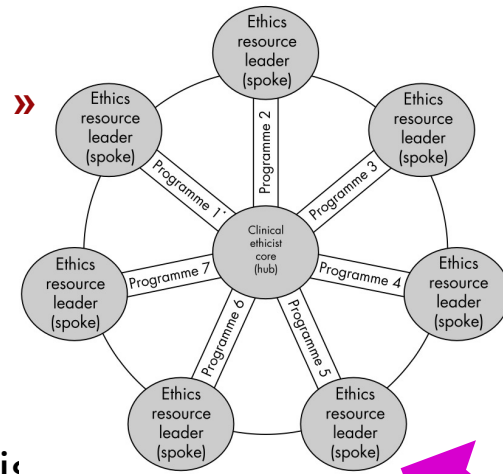 Ethics
resource
leader
(spoke)
»
Ethics
resource
leader
(spoke)
Ethics
resource
leader
(spoke)
Programme 2
Programme 1*
Programme 3
Clinical
ethicist
core
(hub)
Programme 7
Programme 4
Ethics
resource
leader
(spoke)
Ethics
resource
leader
(spoke)
Programme 6
Programme 5
Ethics
resource
leader
(spoke)
Ethics
resource
leader
(spoke)